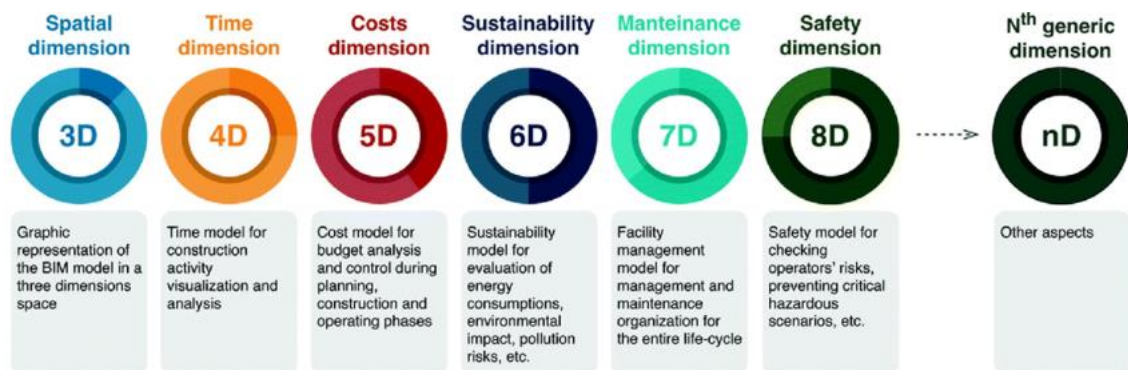 Spatial
dimension
Time
dimension
Costs
dimension
Sustainability
dimension
Manteinance
dimension
Safety
dimension
Nth generic
dimension
3D
4D
5D
6D
7D
8D
nD
Graphic
representation of
the BIM model in a
three dimensions
space
Time model for
construction
activity
visualization and
analysis
Cost model for
budget analysis
and control during
planning,
construction and
operating phases
Sustainability
model for
evaluation of
energy
consumptions,
environmental
impact, pollution
risks, etc.
Facility
management
model for
management and
maintenance
organization for
the entire life-cycle
Safety model for
checking
operators' risks,
preventing critical
hazardous
scenarios, etc.
Other aspects